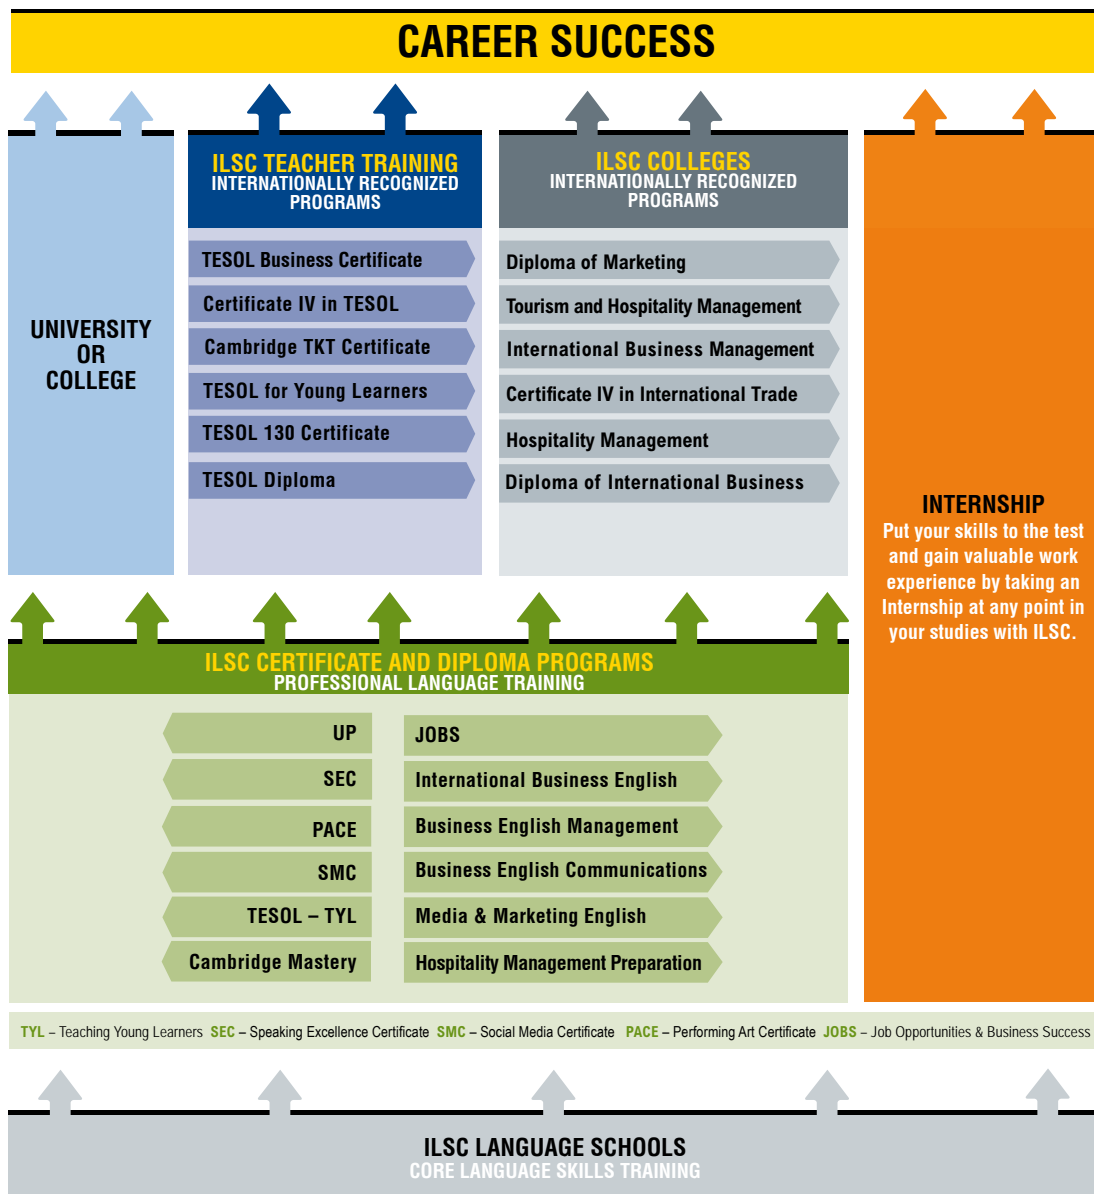 CAREER SUCCESS
UNIVERSITY
OR
COLLEGE
ILSC TEACHER TRAINING
INTERNATIONALLY RECOGNIZED
PROGRAMS
TESOL Business Certificate
Certificate IV in TESOL
Cambridge TKT Certificate
TESOL for Young Learners
TESOL 130 Certificate
TESOL Diploma
ILSC COLLEGES
INTERNATIONALLY RECOGNIZED
PROGRAMS
Diploma of Marketing
Tourism and Hospitality Management
International Business Management
Certificate IV in International Trade
Hospitality Management
Diploma of International Business
INTERNSHIP
Put your skills to the test
and gain valuable work
experience by taking an
Internship at any point in
your studies with ILSC.
ILSC CERTIFICATE AND DIPLOMA PROGRAMS
PROFESSIONAL LANGUAGE TRAINING
UP
SEC
PACE
SMC
TESOL – TYL
Cambridge Mastery
JOBS
International Business English
Business English Management
Business English Communications
Media & Marketing English
Hospitality Management Preparation
TYL – Teaching Young Learners SEC – Speaking Excellence Certificate SMC – Social Media Certificate PACE – Performing Art Certificate JOBS – Job Opportunities & Business Success
ILSC LANGUAGE SCHOOLS
CORE LANGUAGE SKILLS TRAINING